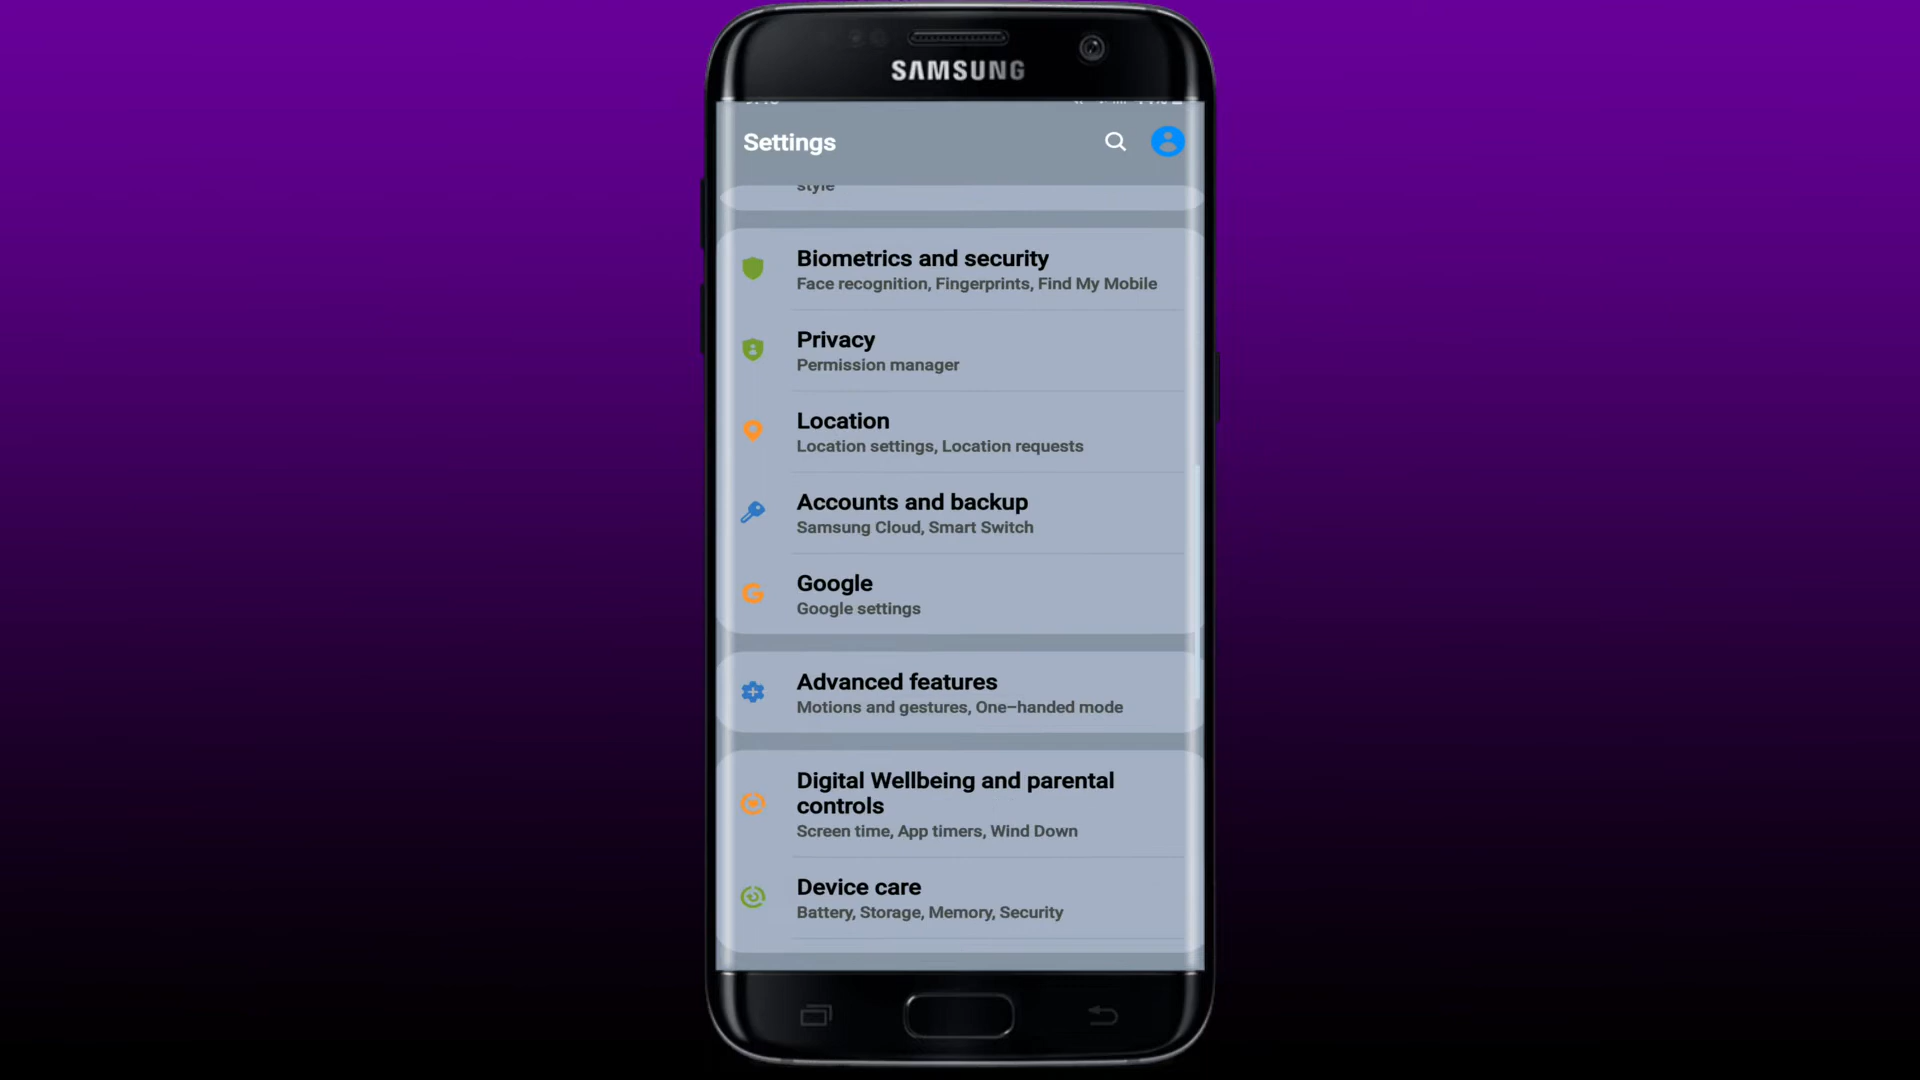 SAMSUNG
Settings
style
Biometrics and security
Face recognition, Fingerprints, Find My Mobile
Privacy
Permission manager
Location
Location settings, Location requests
Accounts and backup
Samsung Cloud, Smart Switch
Google
Google settings
Advanced features
Motions and gestures, One-handed mode
Digital Wellbeing and parental
controls
Screen time, App timers, Wind Down
Device care
Battery, Storage, Memory, Security